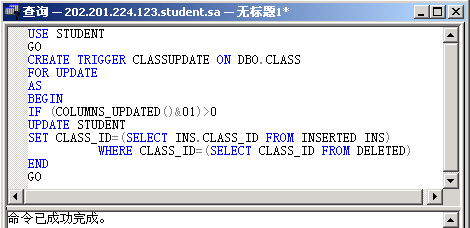 查询 — 202.201.224.123.student.sa — 无标题1*
USE STUDENT
GO
CREATE TRIGGER CLASSUPDATE ON DBO.CLASS
FOR UPDATE
AS
BEGIN
IF (COLUMNS_UPDATED()&01)>0
UPDATE STUDENT
SET CLASS_ID=(SELECT INS.CLASS_ID FROM INSERTED INS)
WHERE CLASS_ID=(SELECT CLASS_ID FROM DELETED)
END
GO
命令已成功完成。